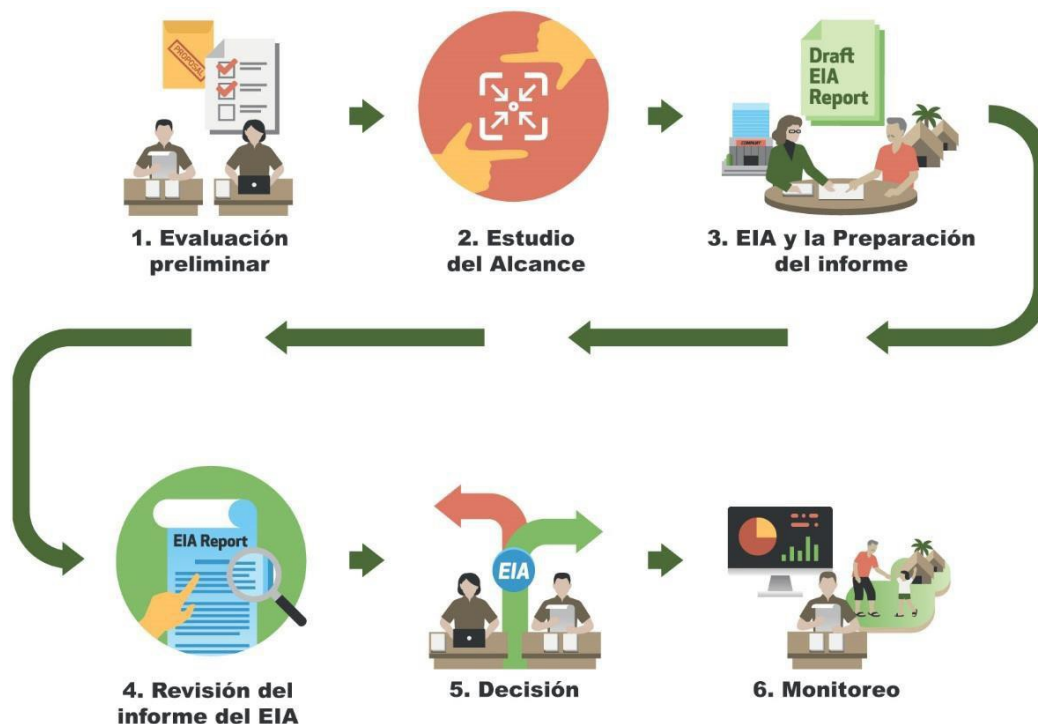 PROPOSAL
Draft
EIA
Report
COMPANY
1. Evaluación
preliminar
2. Estudio
del Alcance
3. EIA y la Preparación
del informe
EIA Report
EIA
4. Revisión del
informe del EIA
5. Decisión
6. Monitoreo